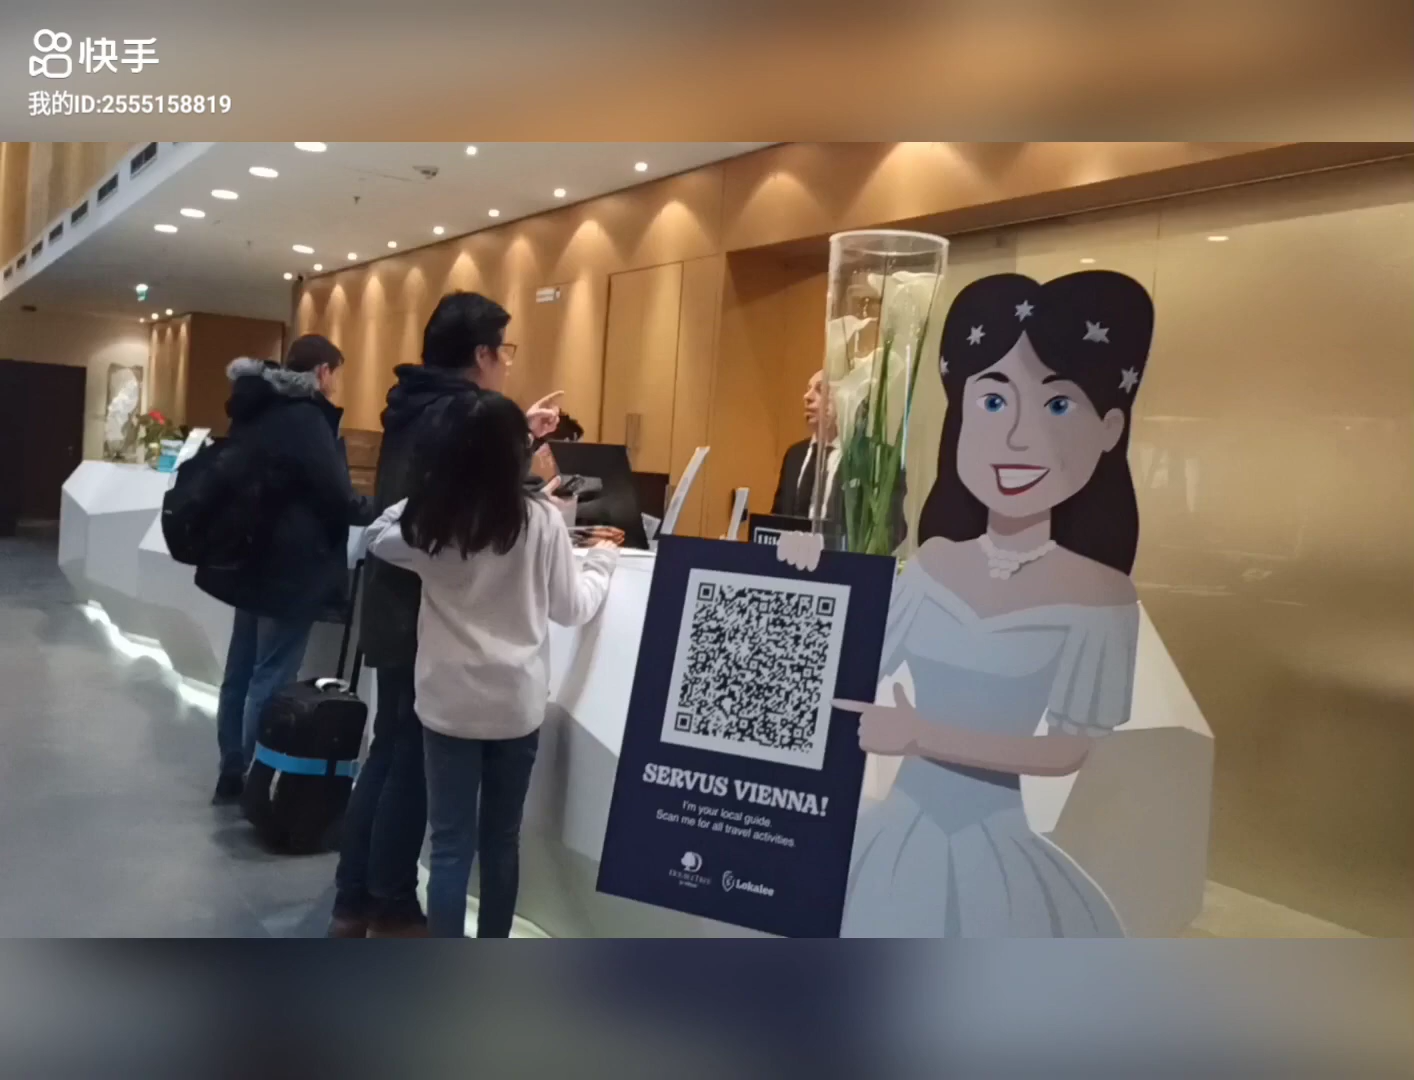 快手
我的ID:2555158819
SERVUS VIENNA!
I'm your local guide.
Scan me for all travel activities
DOUBLETREE
Lokalee